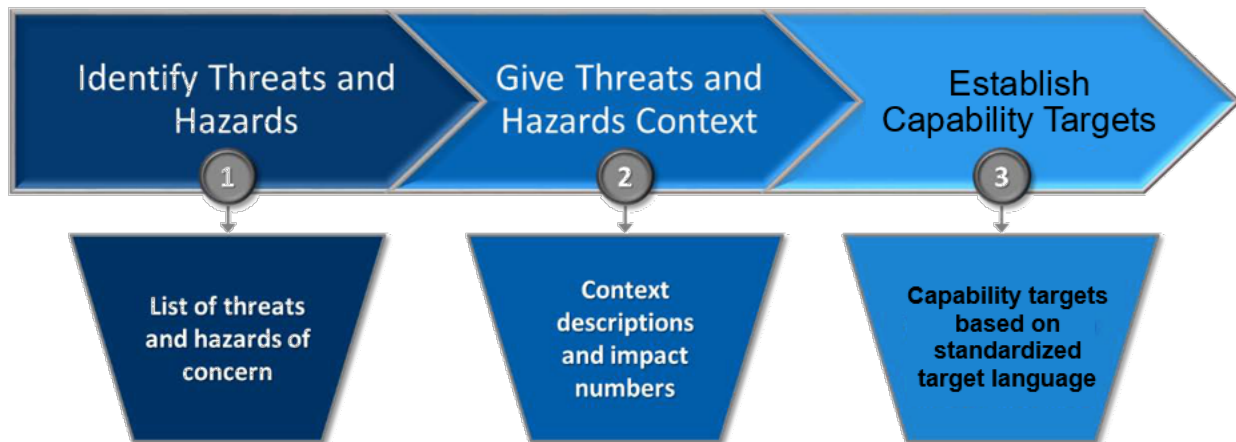 Identify Threats and
Hazards
1
Give Threats and
Hazards Context
2
Establish
Capability Targets
3
List of threats
and hazards of
concern
Context
descriptions
and impact
numbers
Capability targets
based on
standardized
target language